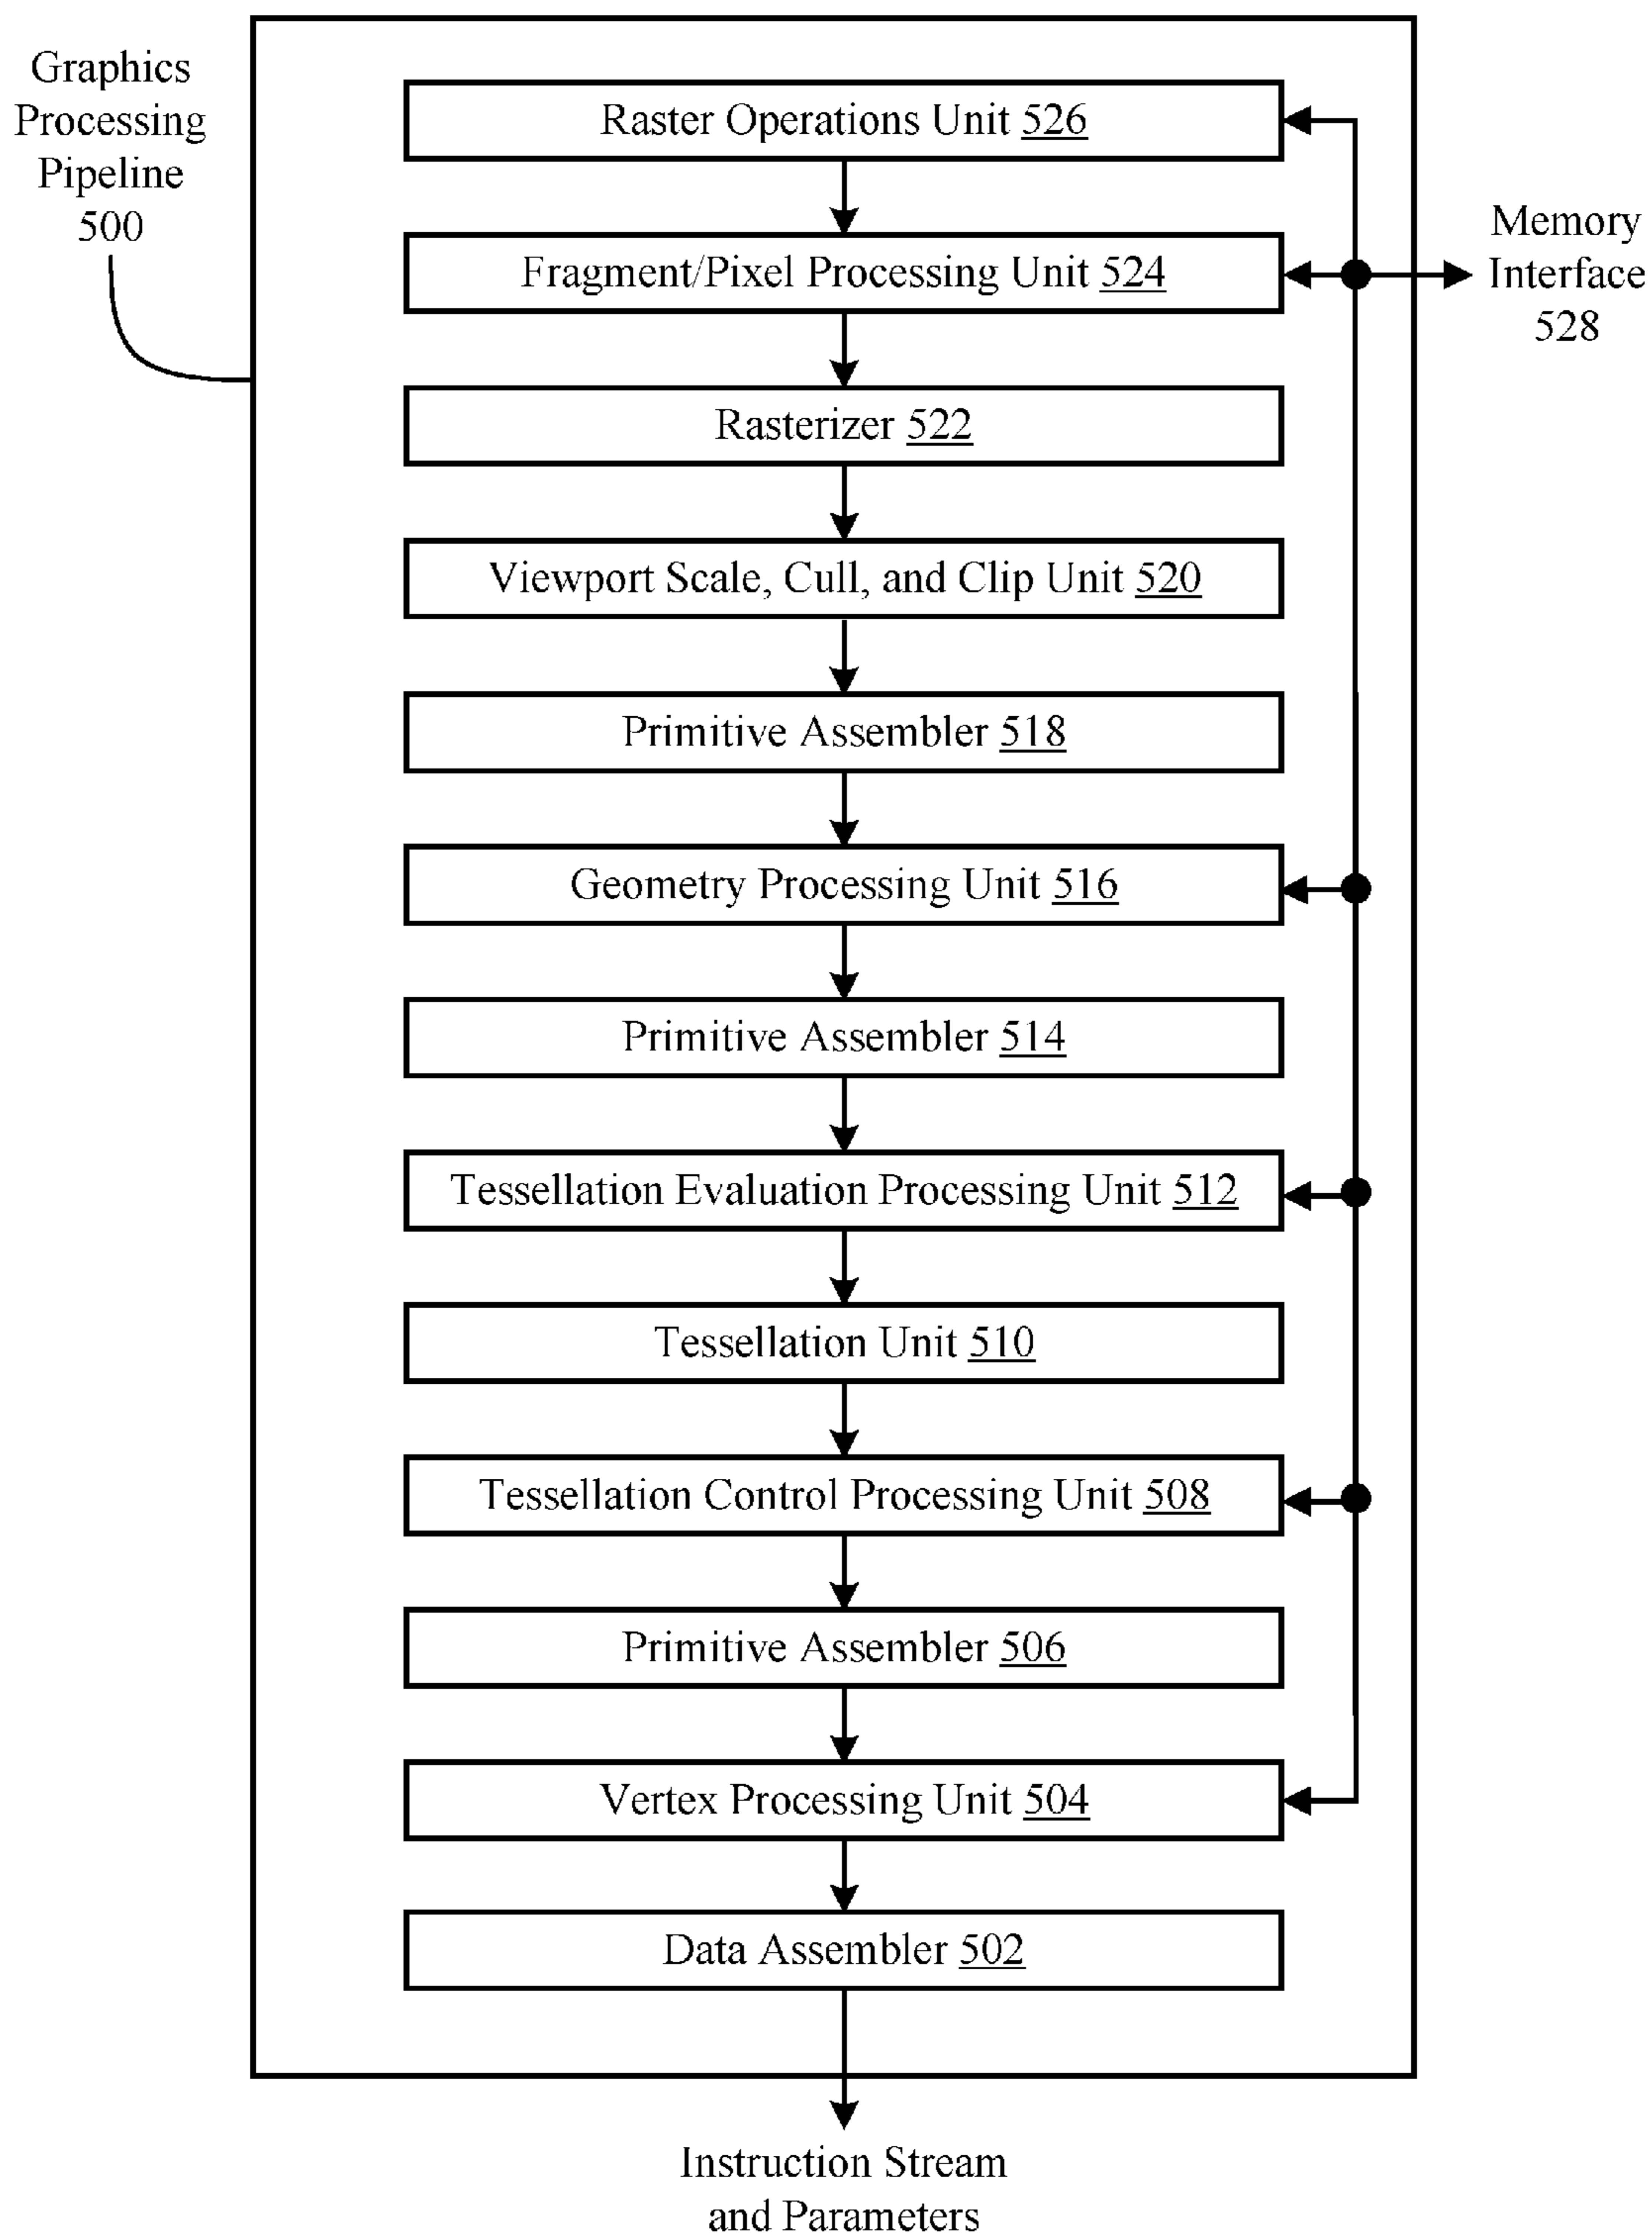 Graphics
Processing
Pipeline
500
Raster Operations Unit 526
Fragment/Pixel Processing Unit 524
Memory
Interface
528
Rasterizer 522
Viewport Scale, Cull, and Clip Unit 520
Primitive Assembler 518
Geometry Processing Unit 516
Primitive Assembler 514
Tessellation Evaluation Processing Unit 512
Tessellation Unit 510
Tessellation Control Processing Unit 508
Primitive Assembler 506
Vertex Processing Unit 504
Data Assembler 502
Instruction Stream
and Parameters